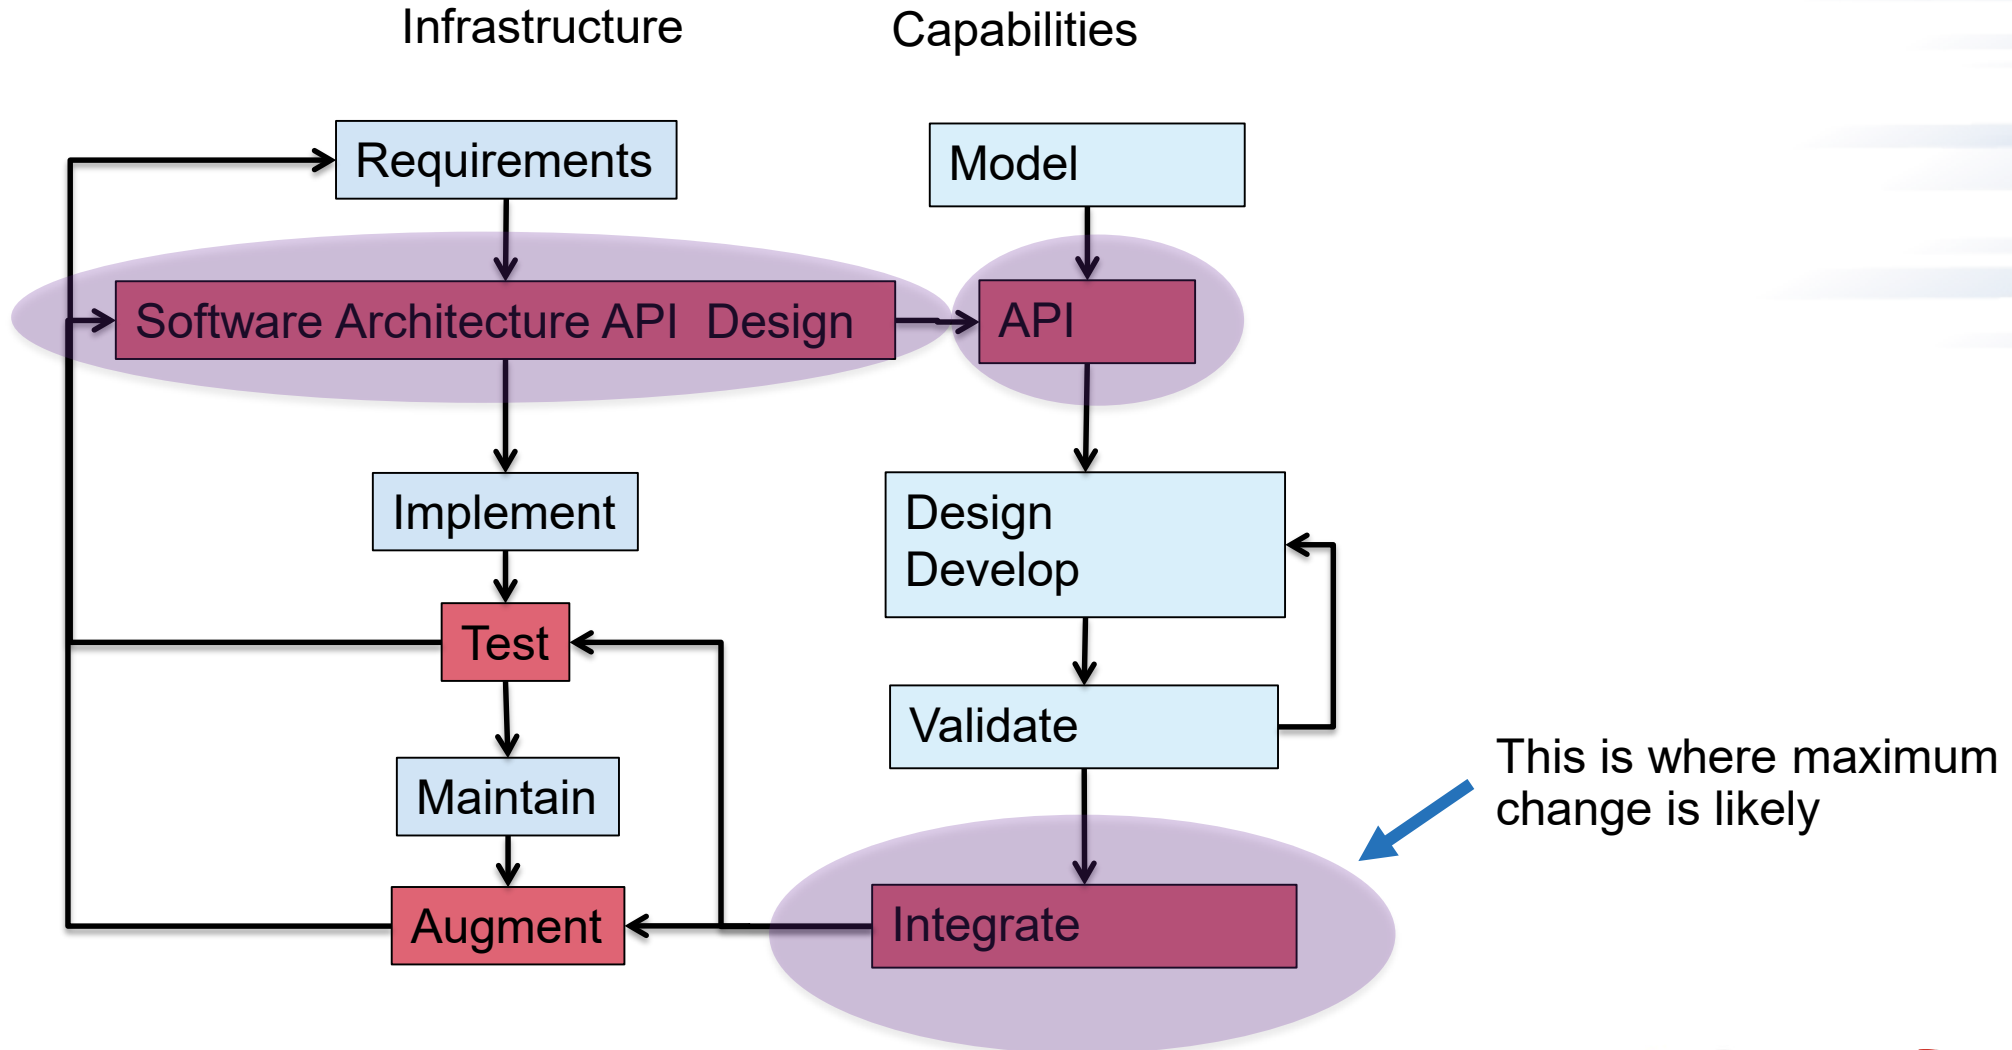 Infrastructure
Capabilities
Requirements
Model
Software Architecture API  Design
API
Implement
Design
Develop
Test
Validate
Maintain
This is where maximum
change is likely
Augment
Integrate